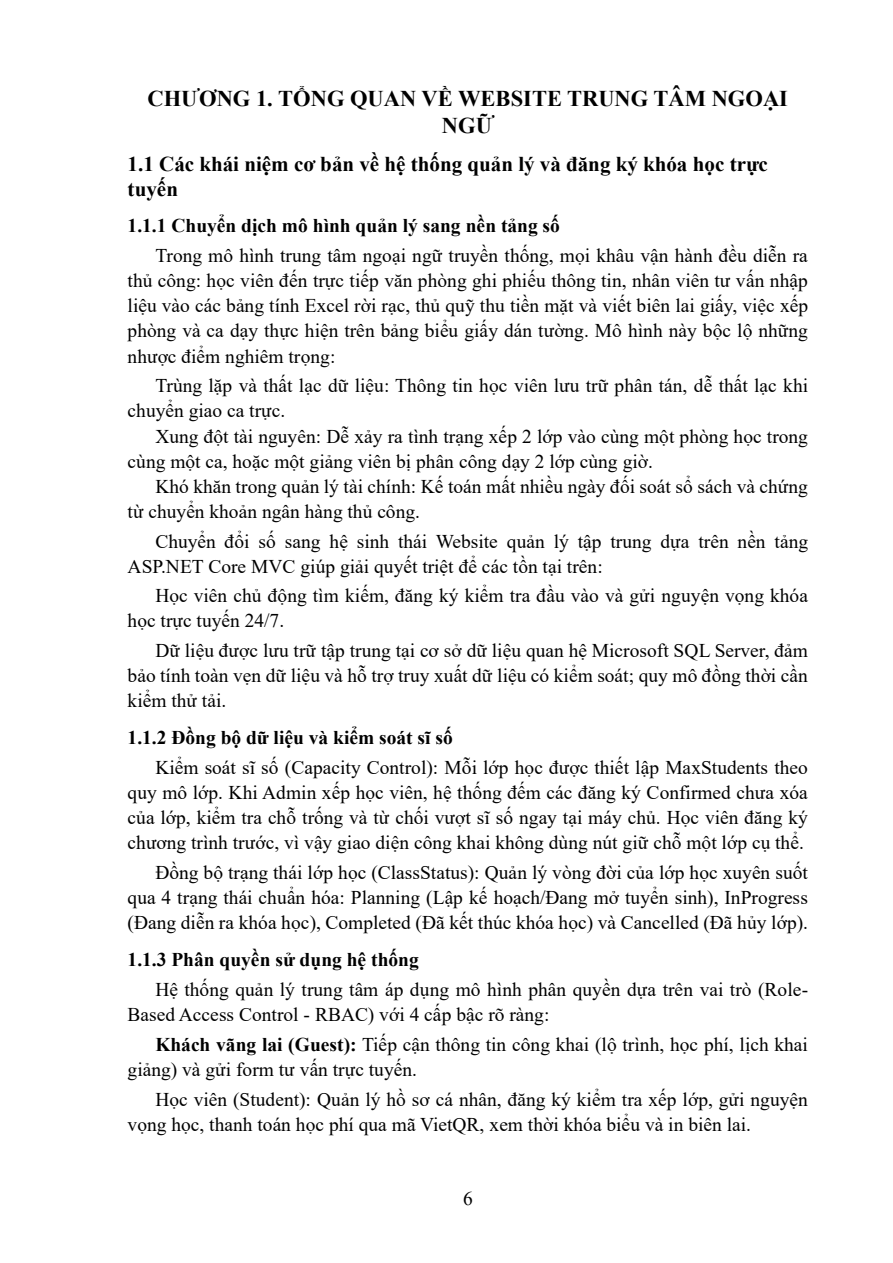 CHƯƠNG 1. TỔNG QUAN VỀ WEBSITE TRUNG TÂM NGOẠI
NGỮ
1.1 Các khái niệm cơ bản về hệ thống quản lý và đăng ký khóa học trực
tuyến
1.1.1 Chuyển dịch mô hình quản lý sang nền tảng số
Trong mô hình trung tâm ngoại ngữ truyền thống, mọi khâu vận hành đều diễn ra
thủ công: học viên đến trực tiếp văn phòng ghi phiếu thông tin, nhân viên tư vấn nhập
liệu vào các bảng tính Excel rời rạc, thủ quỹ thu tiền mặt và viết biên lai giấy, việc xếp
phòng và ca dạy thực hiện trên bảng biểu giấy dán tường. Mô hình này bộc lộ những
nhược điểm nghiêm trọng:
Trùng lặp và thất lạc dữ liệu: Thông tin học viên lưu trữ phân tán, dễ thất lạc khi
chuyển giao ca trực.
Xung đột tài nguyên: Dễ xảy ra tình trạng xếp 2 lớp vào cùng một phòng học trong
cùng một ca, hoặc một giảng viên bị phân công dạy 2 lớp cùng giờ.
Khó khăn trong quản lý tài chính: Kế toán mất nhiều ngày đối soát sổ sách và chứng
từ chuyển khoản ngân hàng thủ công.
Chuyển đổi số sang hệ sinh thái Website quản lý tập trung dựa trên nền tảng
ASP.NET Core MVC giúp giải quyết triệt để các tồn tại trên:
Học viên chủ động tìm kiếm, đăng ký kiểm tra đầu vào và gửi nguyện vọng khóa
học trực tuyến 24/7.
Dữ liệu được lưu trữ tập trung tại cơ sở dữ liệu quan hệ Microsoft SQL Server, đảm
bảo tính toàn vẹn dữ liệu và hỗ trợ truy xuất dữ liệu có kiểm soát; quy mô đồng thời cần
kiểm thử tải.
1.1.2 Đồng bộ dữ liệu và kiểm soát sĩ số
Kiểm soát sĩ số (Capacity Control): Mỗi lớp học được thiết lập MaxStudents theo
quy mô lớp. Khi Admin xếp học viên, hệ thống đếm các đăng ký Confirmed chưa xóa
của lớp, kiểm tra chỗ trống và từ chối vượt sĩ số ngay tại máy chủ. Học viên đăng ký
chương trình trước, vì vậy giao diện công khai không dùng nút giữ chỗ một lớp cụ thể.
Đồng bộ trạng thái lớp học (ClassStatus): Quản lý vòng đời của lớp học xuyên suốt
qua 4 trạng thái chuẩn hóa: Planning (Lập kế hoạch/Đang mở tuyển sinh), InProgress
(Đang diễn ra khóa học), Completed (Đã kết thúc khóa học) và Cancelled (Đã hủy lớp).
1.1.3 Phân quyền sử dụng hệ thống
Hệ thống quản lý trung tâm áp dụng mô hình phân quyền dựa trên vai trò (Role-
Based Access Control - RBAC) với 4 cấp bậc rõ ràng:
Khách vãng lai (Guest): Tiếp cận thông tin công khai (lộ trình, học phí, lịch khai
giảng) và gửi form tư vấn trực tuyến.
Học viên (Student): Quản lý hồ sơ cá nhân, đăng ký kiểm tra xếp lớp, gửi nguyện
vọng học, thanh toán học phí qua mã VietQR, xem thời khóa biểu và in biên lai.
6